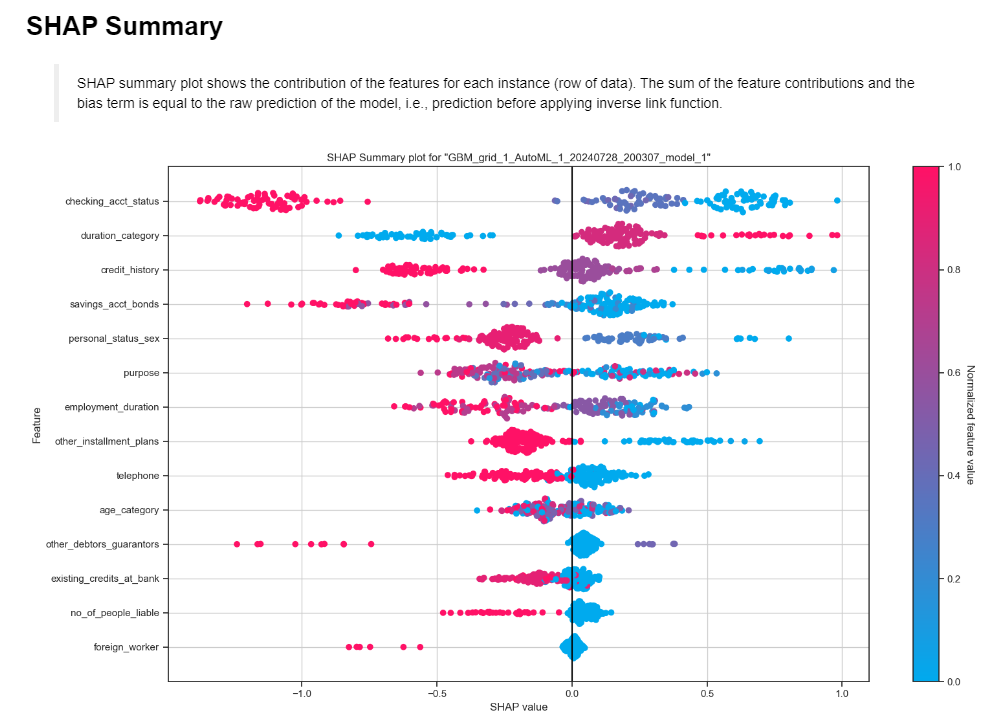 SHAP Summary
SHAP summary plot shows the contribution of the features for each instance (row of data). The sum of the feature contributions and the
bias term is equal to the raw prediction of the model, i.e., prediction before applying inverse link function.
SHAP Summary plot for "GBM_grid_1_AutoML_1_20240728_200307_model_1"
checking_acct_status
duration_category
credit_history
savings_acct_bonds
personal_status_sex
purpose
employment_duration
other_installment_plans
telephone
age_category
other_debtors_guarantors
existing_credits_at_bank
no_of_people_liable
foreign_worker
Feature
−1.0
−0.5
0.0
0.5
1.0
SHAP value
1.0
0.8
0.6
0.4
0.2
0.0
Normalized feature value